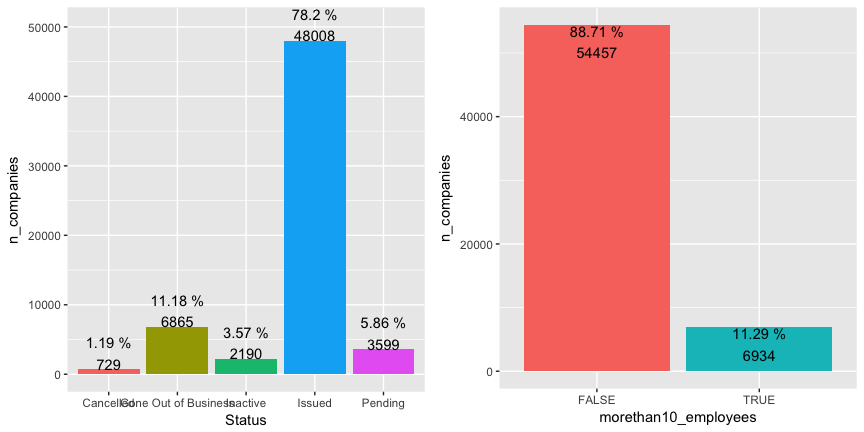 n_companies
50000
40000
30000
20000
10000
0
1.19 %
729
11.18 %
6865
3.57 %
2190
78.2 %
48008
5.86 %
3599
Cancelled
Gone Out of Business
Inactive
Issued
Pending
Status
n_companies
40000
20000
0
88.71 %
54457
11.29 %
6934
FALSE
TRUE
morethan10_employees